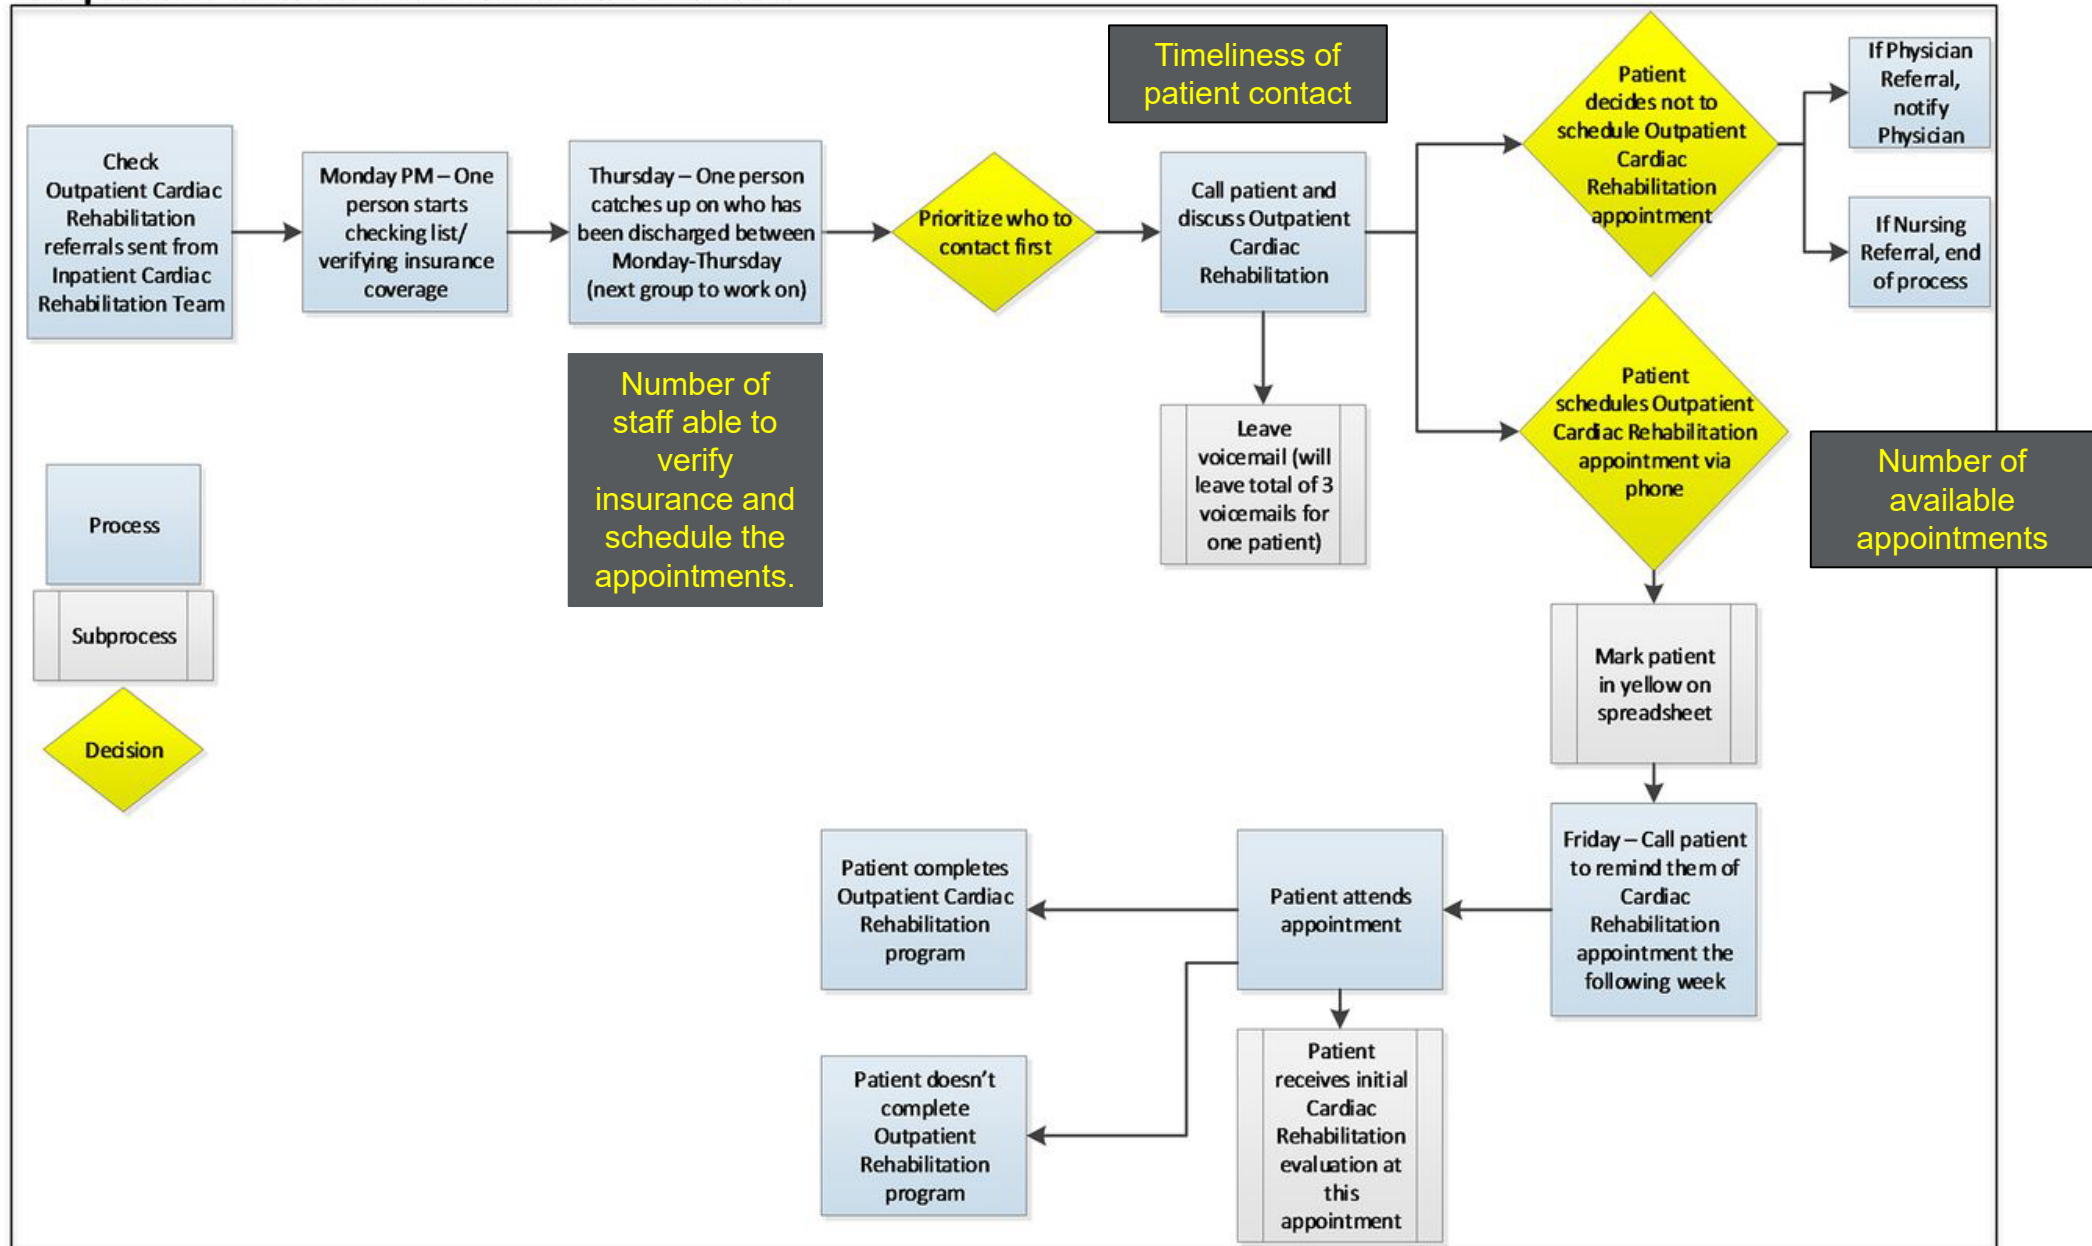 Check
Outpatient Cardiac
Rehabilitation
referrals sent from
Inpatient Cardiac
Rehabilitation Team
Monday PM – One
person starts
checking list/
verifying insurance
coverage
Thursday – One person
catches up on who has
been discharged between
Monday-Thursday
(next group to work on)
Number of
staff able to
verify
insurance and
schedule the
appointments.
Prioritize who to
contact first
Timeliness of
patient contact
Call patient and
discuss Outpatient
Cardiac
Rehabilitation
Leave
voicemail (will
leave total of 3
voicemails for
one patient)
Patient
decides not to
schedule Outpatient
Cardiac
Rehabilitation
appointment
If Physician
Referral,
notify
Physician
If Nursing
Referral, end
of process
Patient
schedules Outpatient
Cardiac Rehabilitation
appointment via
phone
Number of
available
appointments
Mark patient
in yellow on
spreadsheet
Friday – Call patient
to remind them of
Cardiac
Rehabilitation
appointment the
following week
Patient attends
appointment
Patient completes
Outpatient Cardiac
Rehabilitation
program
Patient doesn't
complete
Outpatient
Rehabilitation
program
Patient
receives initial
Cardiac
Rehabilitation
evaluation at
this
appointment
Process
Subprocess
Decision